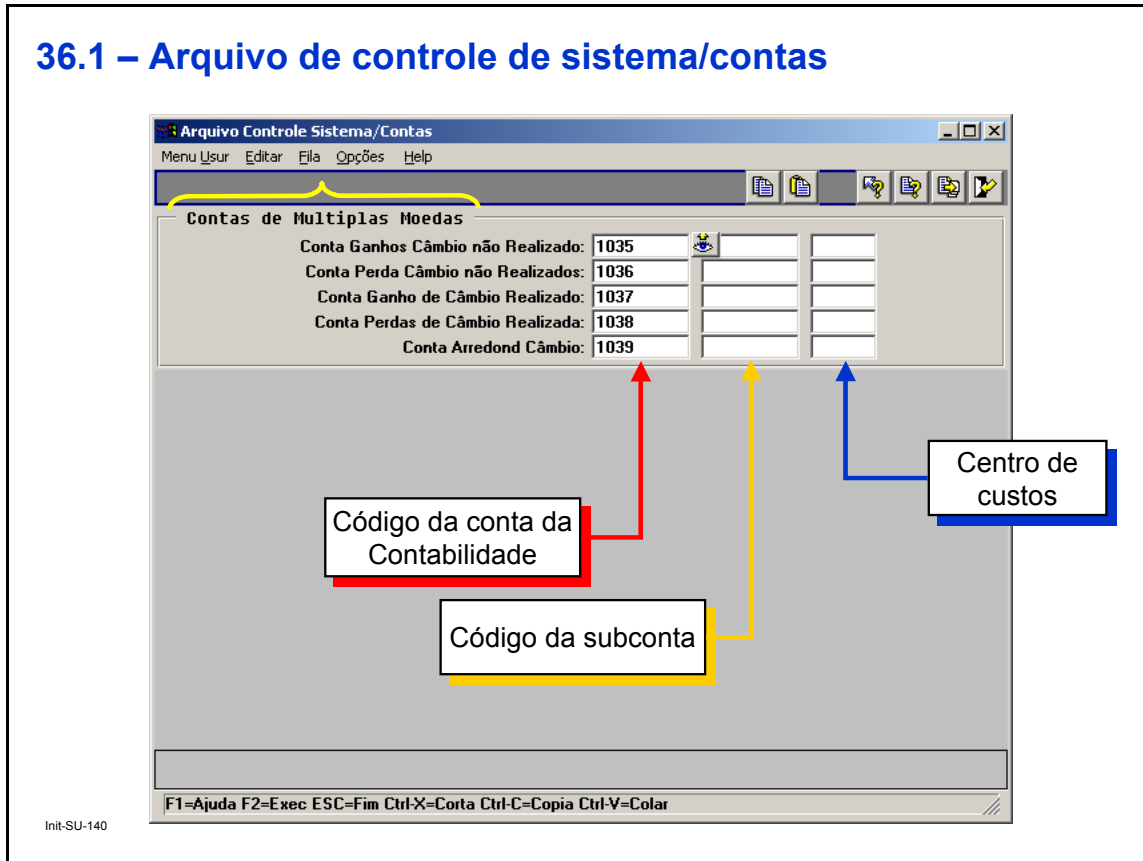 36.1 – Arquivo de controle de sistema/contas
Arquivo Controle Sistema/Contas
Menu Usur Editar Fila Opções Help
Contas de Multiplas Moedas
Conta Ganhos Câmbio não Realizado: 1035
Conta Perda Câmbio não Realizados: 1036
Conta Ganho de Câmbio Realizado: 1037
Conta Perdas de Câmbio Realizada: 1038
Conta Arredond Câmbio: 1039
Centro de
custos
Código da conta da
Contabilidade
Código da subconta
F1=Ajuda F2=Exec ESC=Fim Ctrl-X=Corta Ctrl-C=Copia Ctrl-V=Colar
Init-SU-140